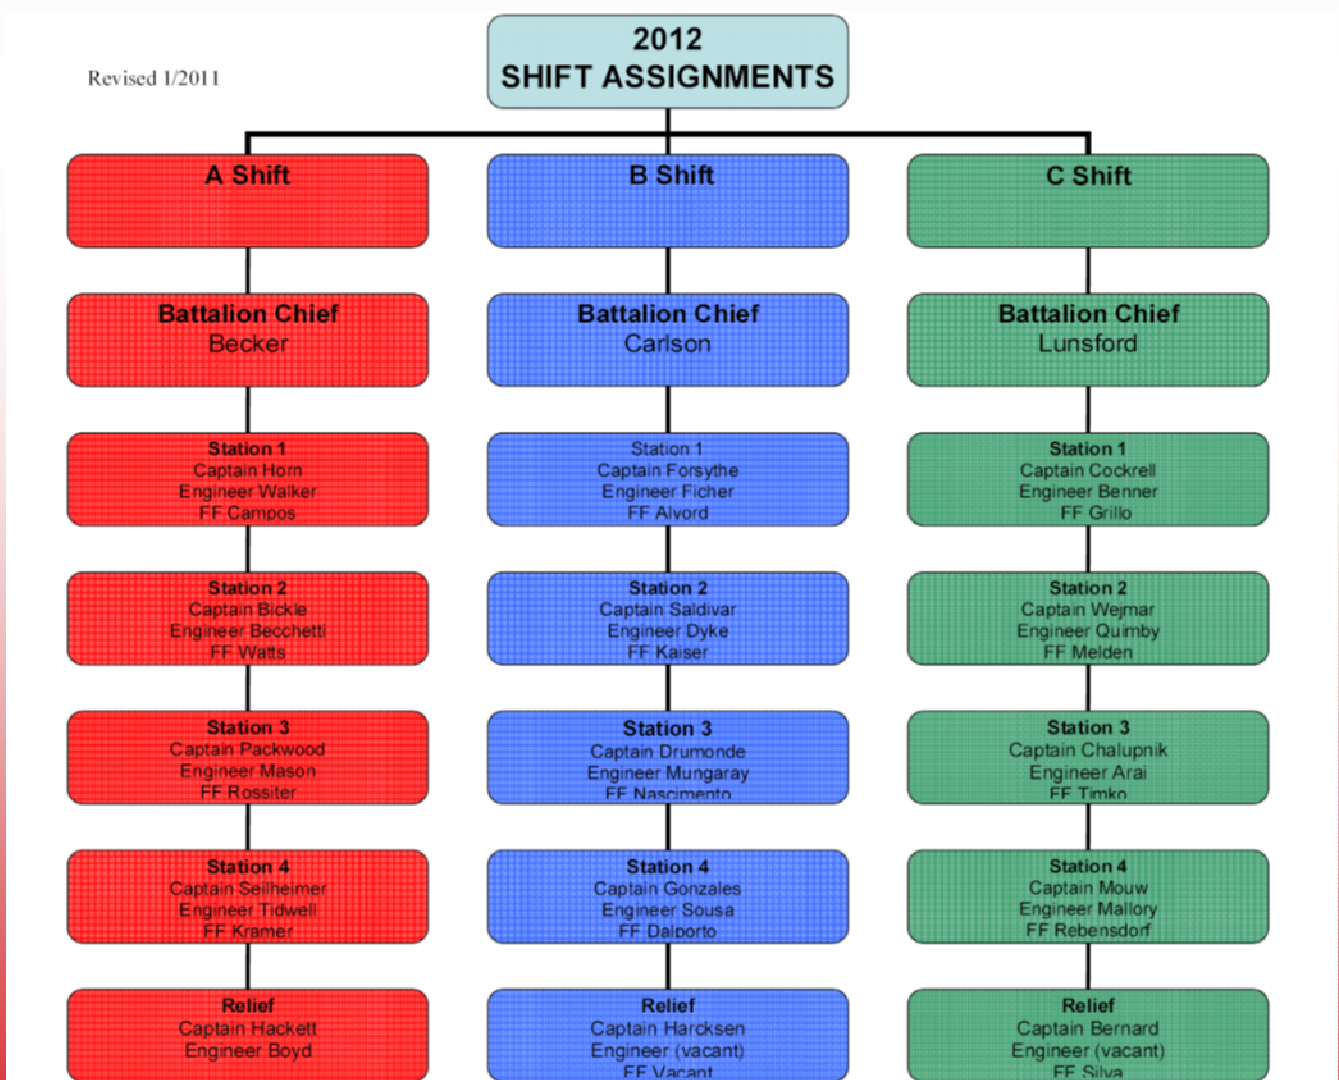 2012
SHIFT ASSIGNMENTS
Revised 1/2011
A Shift
Battalion Chief
Becker
Station 1
Captain Horn
Engineer Walker
FF Campos
Station 2
Captain Bickle
Engineer Becchetti
FF Watts
Station 3
Captain Packwood
Engineer Mason
FF Rossiter
Station 4
Captain Seilheimer
Engineer Tidwell
FF Kramer
Relief
Captain Hackett
Engineer Boyd
B Shift
Battalion Chief
Carlson
Station 1
Captain Forsythe
Engineer Ficher
FF Alvord
Station 2
Captain Saldivar
Engineer Dyke
FF Kaiser
Station 3
Captain Drumonde
Engineer Mungaray
FF Nascimento
Station 4
Captain Gonzales
Engineer Sousa
FF Dalporto
Relief
Captain Harcksen
Engineer (vacant)
FF Vacant
C Shift
Battalion Chief
Lunsford
Station 1
Captain Cockrell
Engineer Benner
FF Grillo
Station 2
Captain Wejmar
Engineer Quimby
FF Melden
Station 3
Captain Chalupnik
Engineer Arai
FF Timko
Station 4
Captain Mouw
Engineer Mallory
FF Rebensdorf
Relief
Captain Bernard
Engineer (vacant)
FF Silva